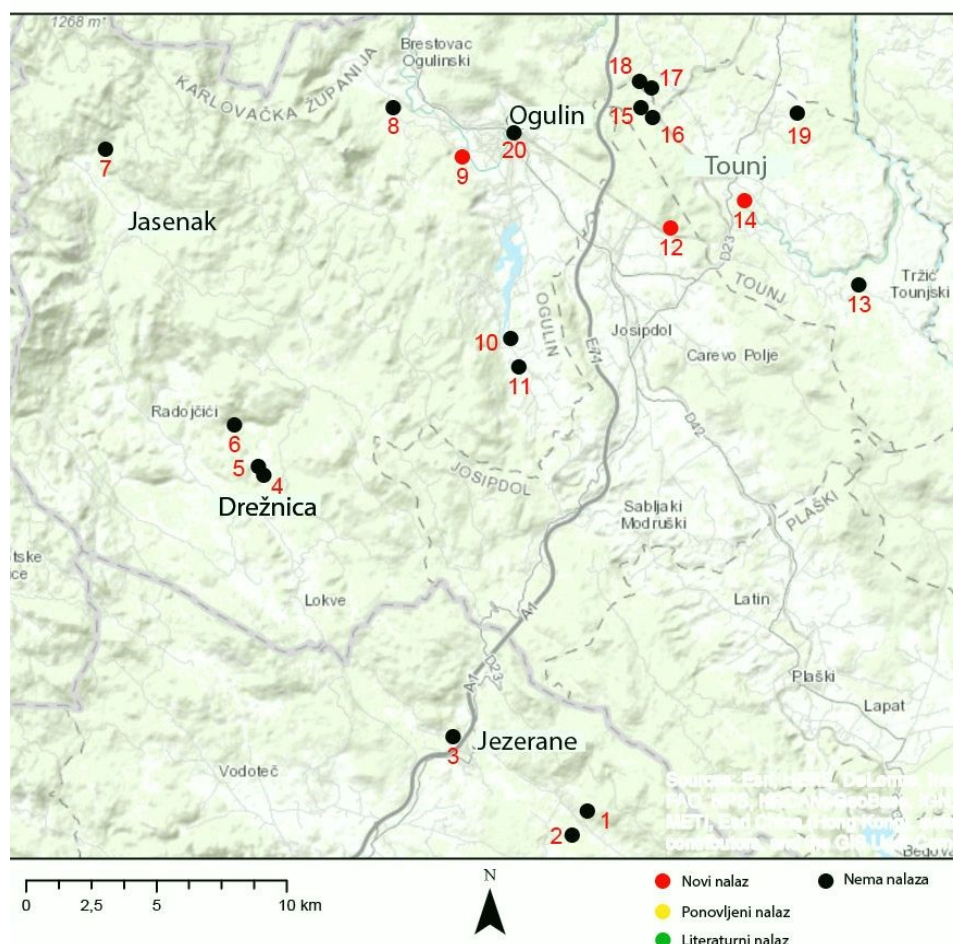 1268 m
Brestovac
Ogulinski
KARLOVAČKA ŽUPANIJA
18
17
8
Ogulin
15
16
19
20
7
9
Tounj
Jasenak
14
12
D23
TOUNJ
Tržić
Tounjski
13
OGULIN
10
Josipdol
E71
Carevo Polje
11
Radojčići
6
D42
5
4
JOSIPDOL
Drežnica
PLAŠKI
Sabljaki
Modruški
Lokve
Latin
A1
D23
Plaški
A1
Lapat
Jezerane
3
Vodoteč
1
2
0
2,5
5
10 km
N
Novi nalaz
Nema nalaza
Ponovljeni nalaz
Literaturni nalaz